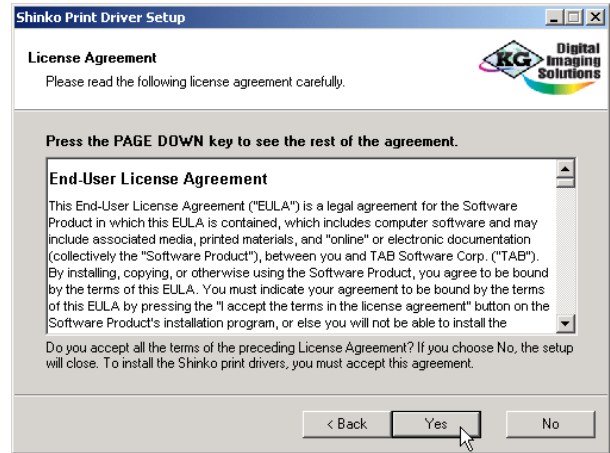 Shinko Print Driver Setup
License Agreement
Please read the following license agreement carefully.
KG Digital
Imaging
Solutions
Press the PAGE DOWN key to see the rest of the agreement.
End-User License Agreement
This End-User License Agreement ("EULA") is a legal agreement for the Software
Product in which this EULA is contained, which includes computer software and may
include associated media, printed materials, and "online" or electronic documentation
(collectively the "Software Product"), between you and TAB Software Corp. ("TAB").
By installing, copying, or otherwise using the Software Product, you agree to be bound
by the terms of this EULA. You must indicate your agreement to be bound by the terms
of this EULA by pressing the "I accept the terms in the license agreement" button on the
Software Product's installation program, or else you will not be able to install the
Do you accept all the terms of the preceding License Agreement? If you choose No, the setup
will close. To install the Shinko print drivers, you must accept this agreement.
< Back Yes No